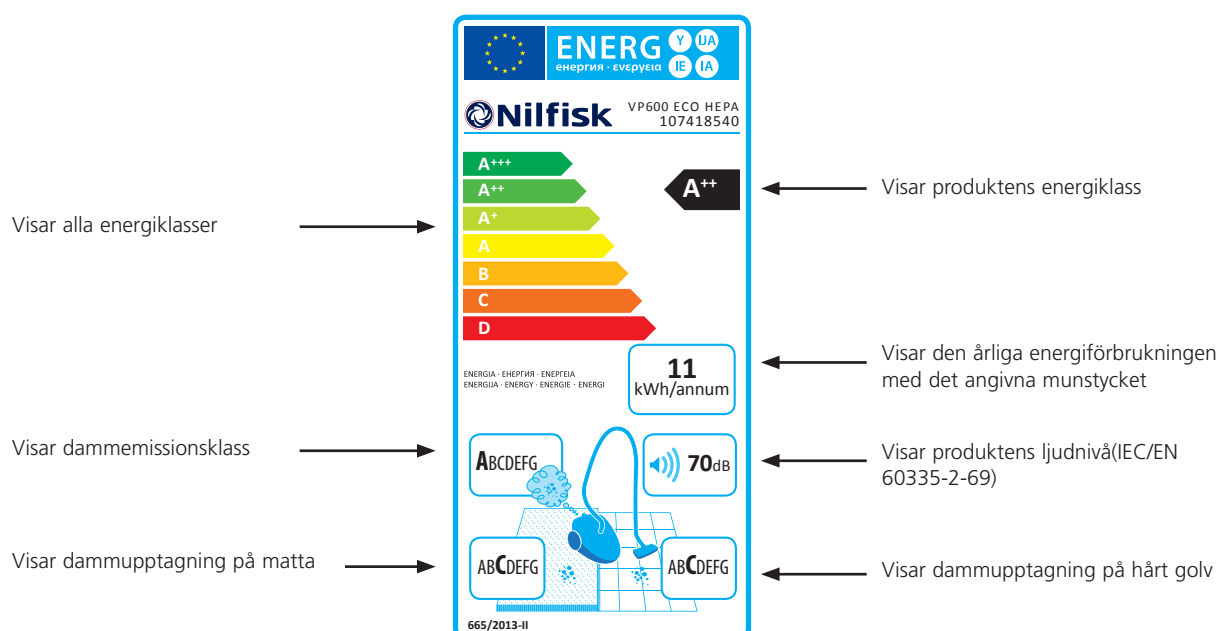 ENERG Y UA
енергия · ενεργεια IE IA
Nilfisk
VP600 ECO HEPA
107418540
A+++
A++
A+
A
B
C
D
A++
Visar produktens energiklass
Visar alla energiklasser
ENERGIA · ЕНЕРГИЯ · ΕΝΕΡΓΕΙΑ
ENERGIJA · ENERGY · ENERGIE · ENERGI
11
kWh/annum
Visar den årliga energiförbrukningen
med det angivna munstycket
Visar dammemissionsklass
ABCDEFG
70dB
Visar produktens ljudnivå(IEC/EN
60335-2-69)
Visar dammupptagning på matta
ABCDEFG
ABCDEFG
Visar dammupptagning på hårt golv
665/2013-II